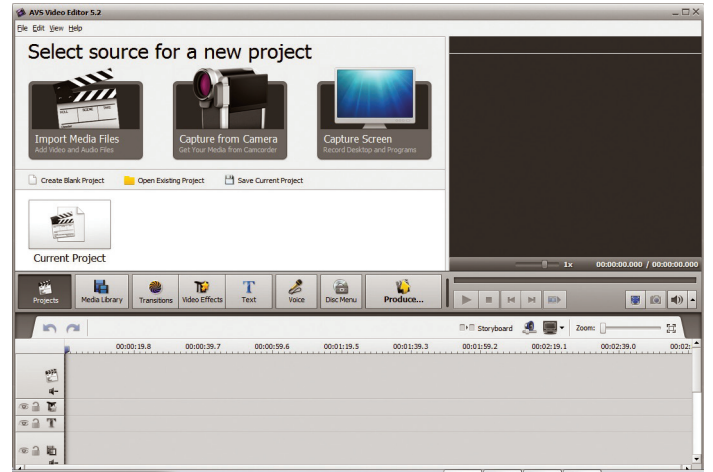 AVS Video Editor 5.2
File Edit View Help
Select source for a new project
Import Media Files
Add Video and Audio Files
Capture from Camera
Get Your Media from Camcorder
Capture Screen
Record Desktop and Programs
Create Blank Project Open Existing Project Save Current Project
Current Project
1x 00:00:00.000 / 00:00:00.000
Projects Media Library Transitions Video Effects Text Voice Disc Menu Produce...
Storyboard Zoom:
00:00:19.8 00:00:39.7 00:00:59.6 00:01:19.5 00:01:39.3 00:01:59.2 00:02:19.1 00:02:39.0 00:02: